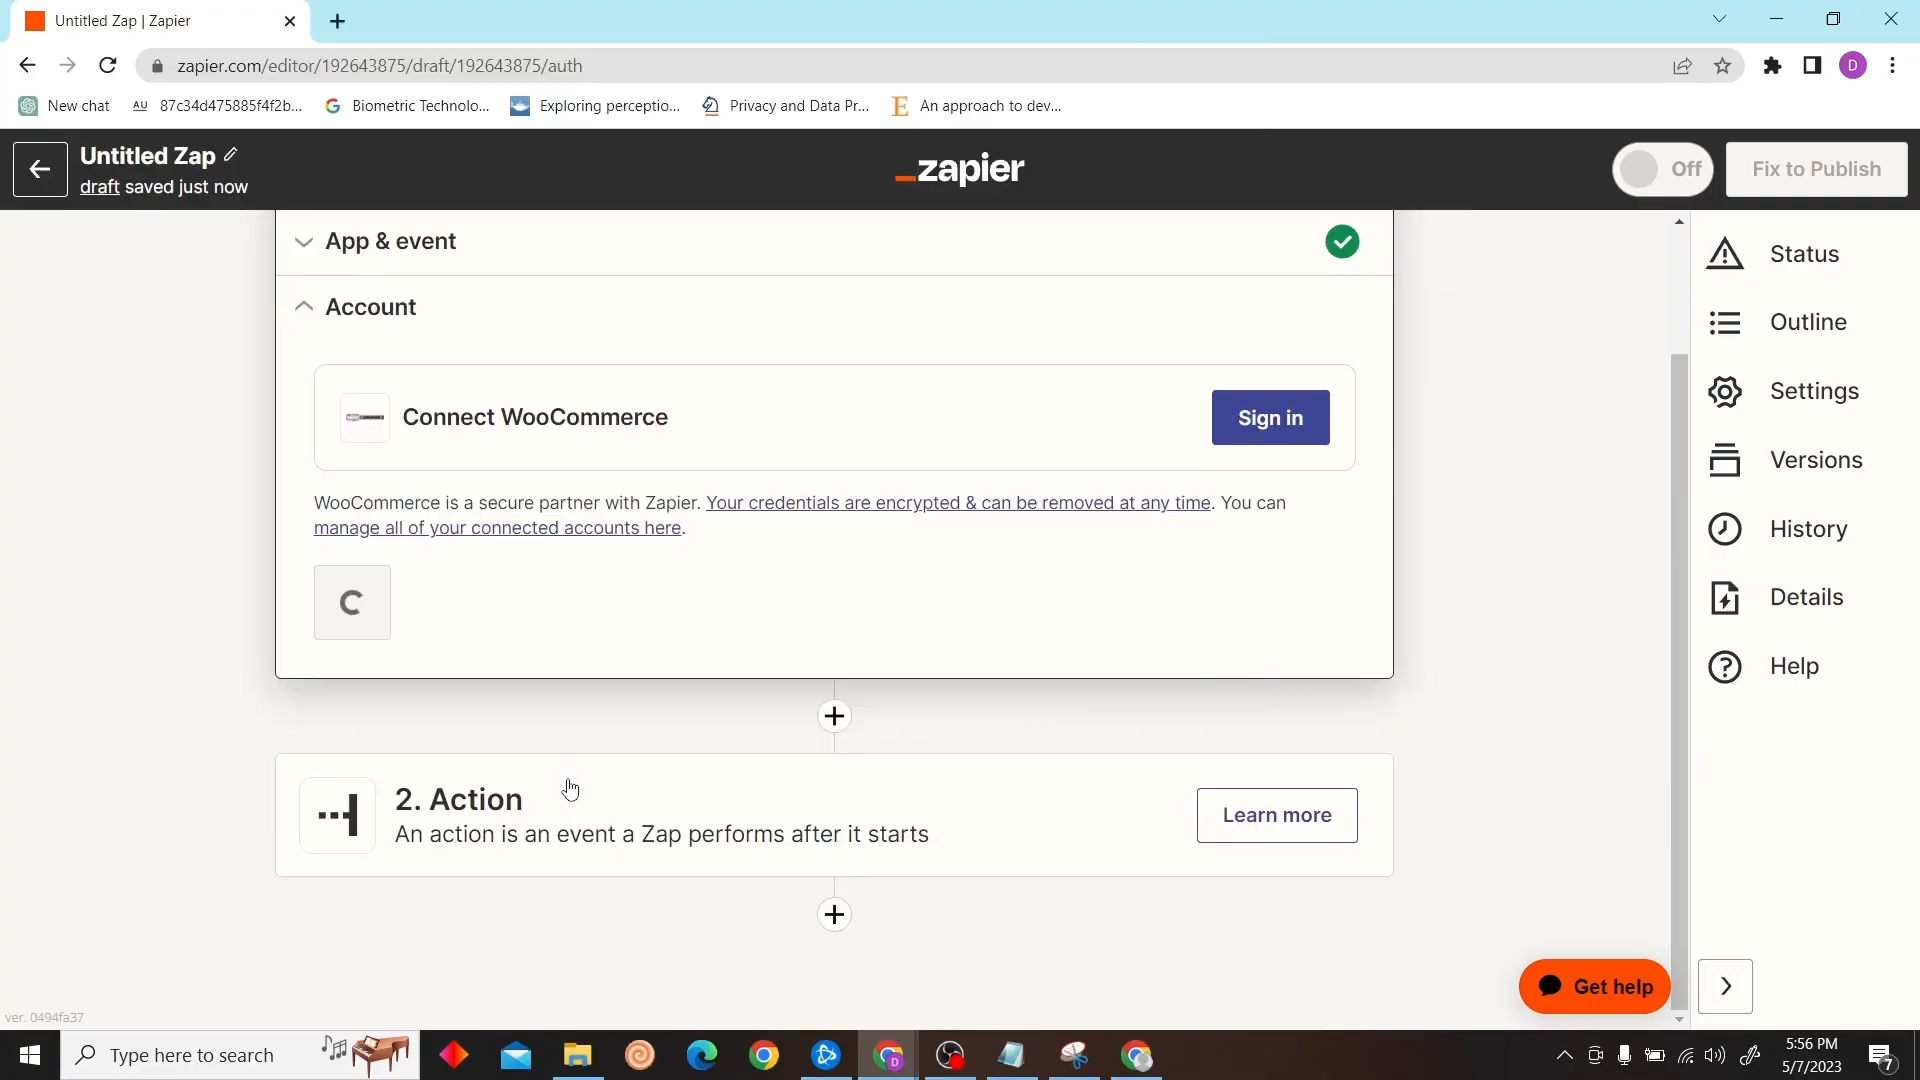 Untitled Zap | Zapier
zapier.com/editor/192643875/draft/192643875/auth
D
New chat
AU 87c34d475885f4f2b...
Biometric Technolo...
Exploring perceptio...
Privacy and Data Pr...
An approach to dev...
Untitled Zap
draft saved just now
zapier
Off
Fix to Publish
App & event
Account
Connect WooCommerce
Sign in
WooCommerce is a secure partner with Zapier. Your credentials are encrypted & can be removed at any time. You can
manage all of your connected accounts here.
2. Action
An action is an event a Zap performs after it starts
Learn more
Status
Outline
Settings
Versions
History
Details
Help
Get help
ver. 0494fa37
Type here to search
5:56 PM
5/7/2023
7